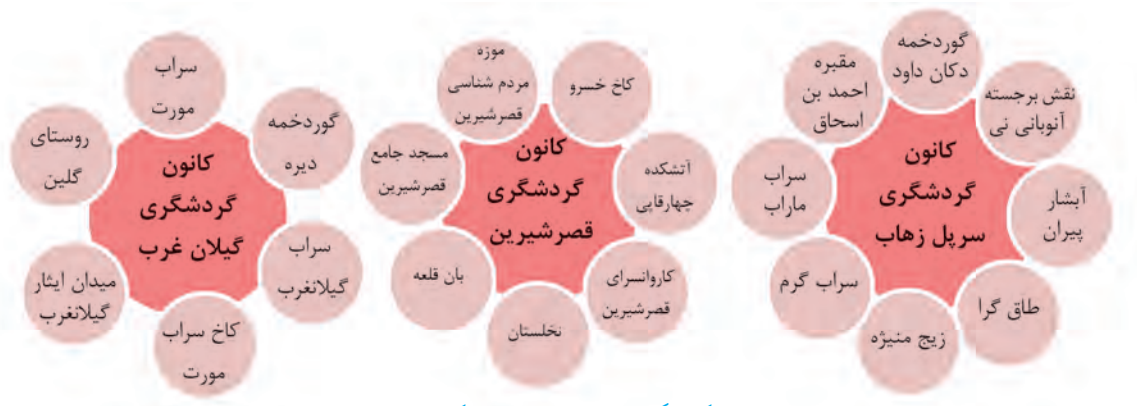 گوردخمه
دکان داود
نقش برجسته
آنوبانی نی
آبشار
پیران
طاق گرا
زیج منیژه
سراب گرم
سراب
ماراب
مقبره
احمد بن
اسحاق
کانون
گردشگری
سرپل زهاب
موزه
مردم شناسی
قصرشیرین
کاخ خسرو
آتشکده
چهارقاپی
کاروانسرای
قصرشیرین
نخلستان
بان قلعه
مسجد جامع
قصرشیرین
کانون
گردشگری
قصرشیرین
سراب
مورت
گوردخمه
دیره
سراب
گیلانغرب
کاخ سراب
مورت
میدان ایثار
گیلانغرب
روستای
گلین
کانون
گردشگری
گیلان غرب